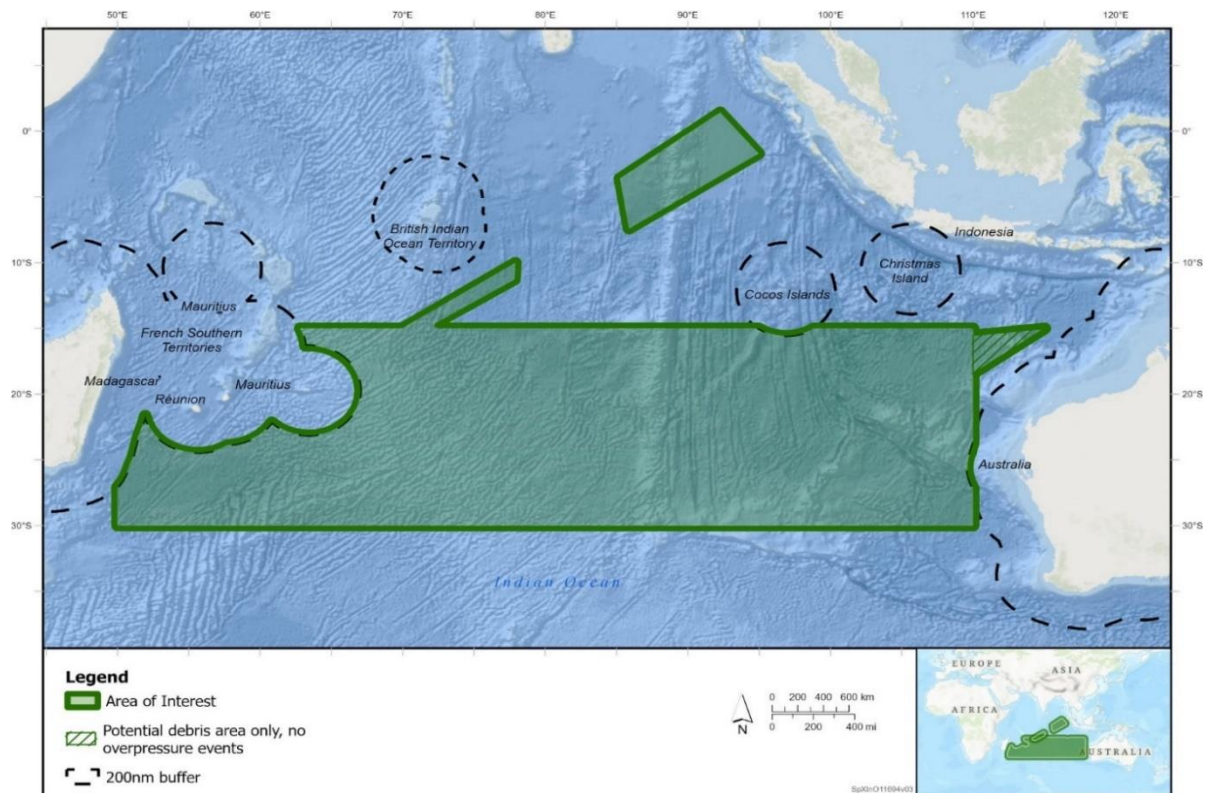 50°E
60°E
70°E
80°E
90°E
100°E
110°E
120°E
0°
0°
British Indian
Ocean Territory
Indonesia
10°S
10°S
Christmas
Island
Cocos Islands
Mauritius
French Southern
Territories
Madagascar
Mauritius
Réunion
20°S
20°S
Australia
30°S
30°S
Indian Ocean
Legend
Area of Interest
Potential debris area only, no
overpressure events
200nm buffer
N
0 200 400 600 km
0 200 400 mi
EUROPE
ASIA
AFRICA
AUSTRALIA